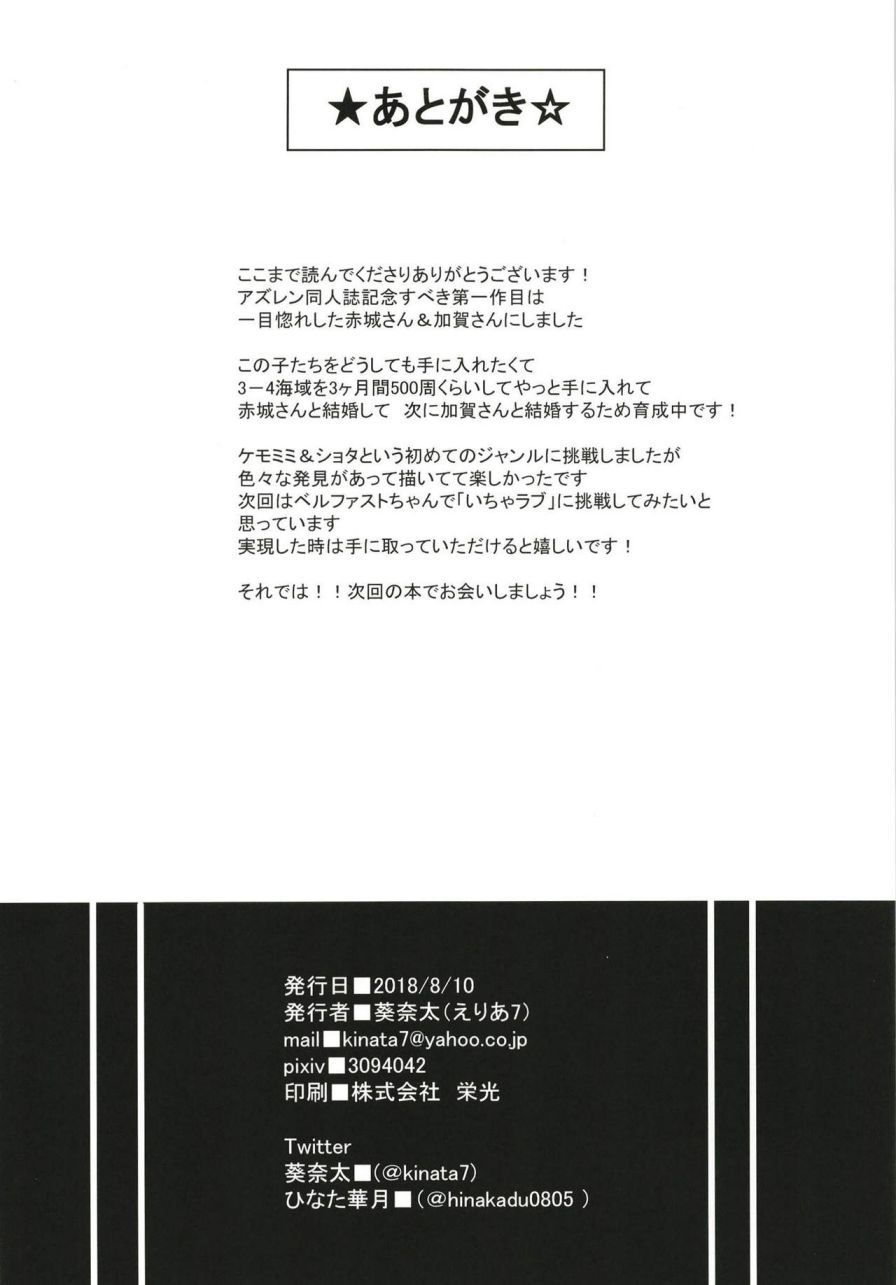 ★あとがき☆
ここまで読んでくださりありがとうございます！
アズレン同人誌記念すべき第一作目は
一目惚れした赤城さん＆加賀さんにしました
この子たちをどうしても手に入れたくて
3－4海域を3ヶ月間500周くらいしてやっと手に入れて
赤城さんと結婚して　次に加賀さんと結婚するため育成中です！
ケモミミ＆ショタという初めてのジャンルに挑戦しましたが
色々な発見があって描いてて楽しかったです
次回はベルファストちゃんで「いちゃラブ」に挑戦してみたいと
思っています
実現した時は手に取っていただけると嬉しいです！
それでは！！次回の本でお会いしましょう！！
発行日■2018/8/10
発行者■葵奈太（えりあ7）
mail■kinata7@yahoo.co.jp
pixiv■3094042
印刷■株式会社　栄光
Twitter
葵奈太■（@kinata7）
ひなた華月■（@hinakadu0805 ）